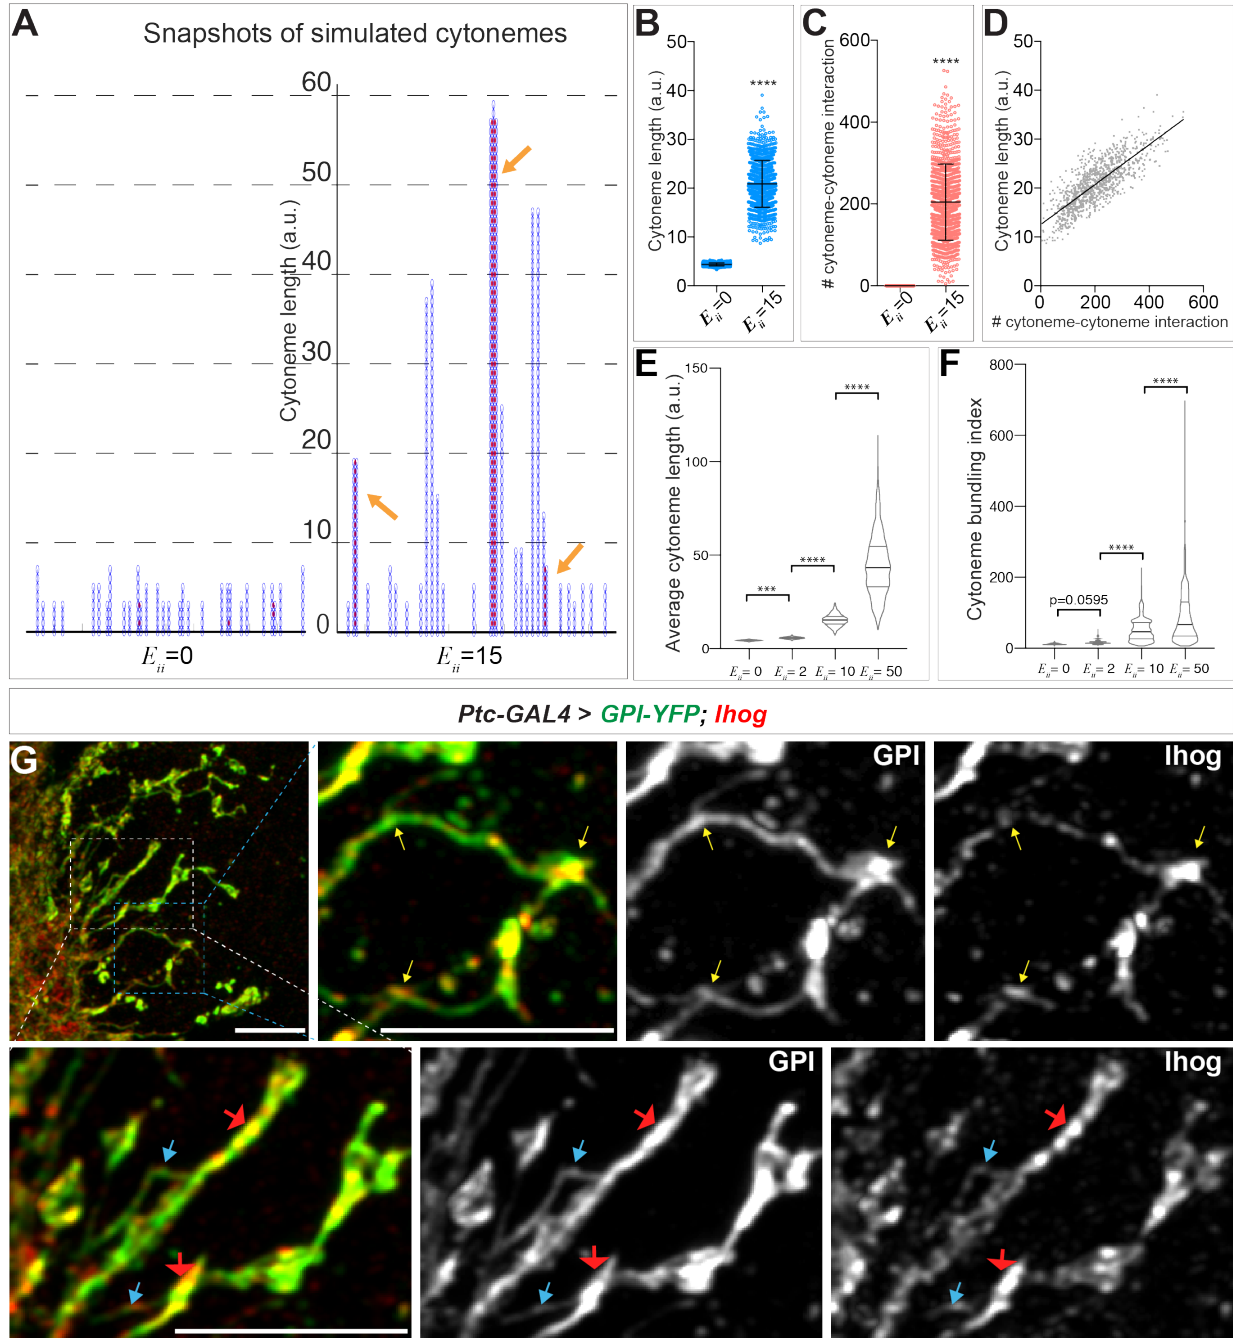 A
Snapshots of simulated cytonemes
Cytoneme length (a.u.)
60
50
40
30
20
10
0
Eii=0
Eii=15
B
Cytoneme length (a.u.)
50
40
30
20
10
0
****
Eii=0
Eii=15
C
# cytoneme-cytoneme interaction
600
400
200
0
****
Eii=0
Eii=15
D
Cytoneme length (a.u.)
50
40
30
20
10
0
0 200 400 600
# cytoneme-cytoneme interaction
E
Average cytoneme length (a.u.)
150
100
50
0
***
****
****
Eii= 0 Eii= 2 Eii= 10 Eii= 50
F
Cytoneme bundling index
800
600
400
200
0
p=0.0595
****
****
Eii= 0 Eii= 2 Eii= 10 Eii= 50
Ptc-GAL4 > GPI-YFP; Ihog
G
GPI
Ihog
GPI
Ihog